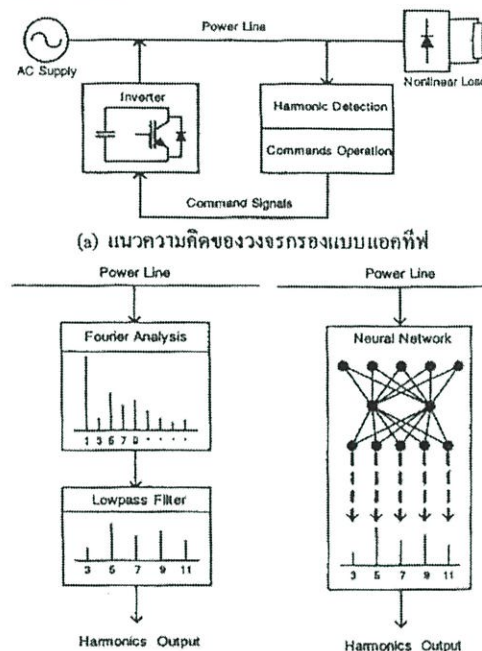 Power Line
AC Supply
Nonlinear Load
Inverter
Harmonic Detection
Commands Operation
Command Signals
(a) แนวความคิดของวงจรกรองแบบแอคทีฟ
Power Line
Fourier Analysis
1 3 5 7 9 • • • •
Lowpass Filter
3 5 7 9 11
Harmonics Output
Power Line
Neural Network
3 5 7 9 11
Harmonics Output